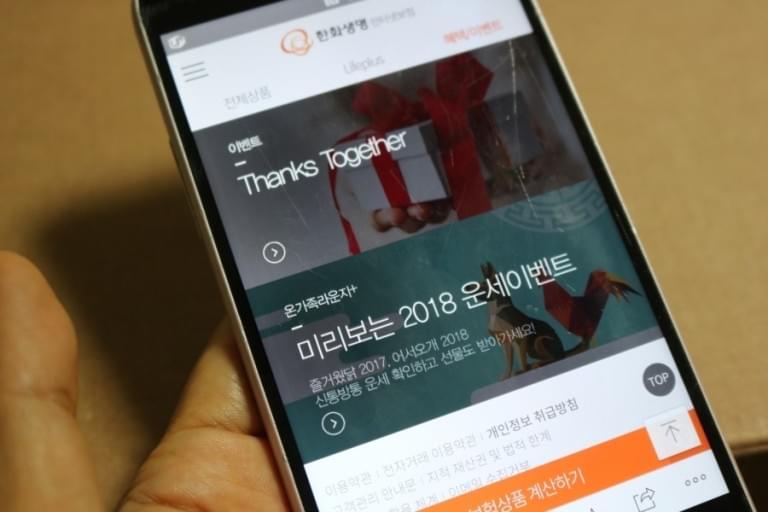 한화생명 인터넷보험
전체상품 Lifeplus 혜택/이벤트
이벤트
Thanks Together
온가족라운지+
미리보는 2018 운세이벤트
즐거웠닭 2017, 어서오개 2018
신통방통 운세 확인하고, 선물도 받아가세요!
TOP
이용약관 | 전자거래 이용약관 | 개인정보 취급방침
고객관리 안내문 | 지적 재산권 및 법적 한계
이메일 수집거부
보험상품 계산하기